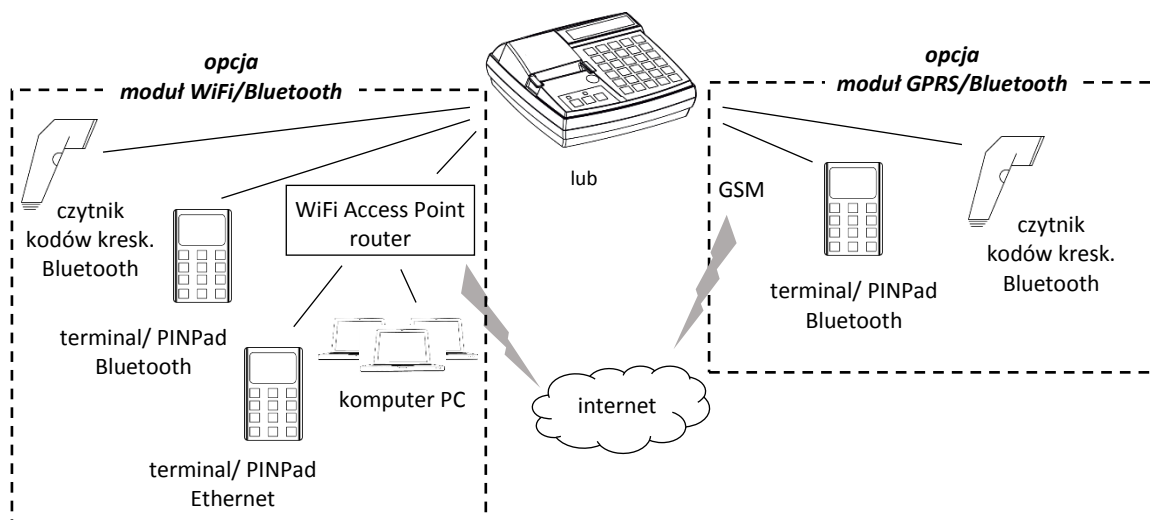 opcja
moduł WiFi/Bluetooth
opcja
moduł GPRS/Bluetooth
lub
GSM
czytnik
kodów kresk.
Bluetooth
WiFi Access Point
router
czytnik
kodów kresk.
Bluetooth
terminal/ PINPad
Bluetooth
terminal/ PINPad
Bluetooth
komputer PC
internet
terminal/ PINPad
Ethernet